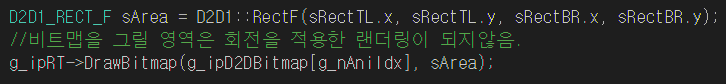 D2D1_RECT_F sArea = D2D1::RectF(sRectTL.x, sRectTL.y, sRectBR.x, sRectBR.y);
//비트맵을 그릴 영역은 회전을 적용한 랜더링이 되지않음.
g_ipRT->DrawBitmap(g_ipD2DBitmap[g_nAniIdx], sArea);